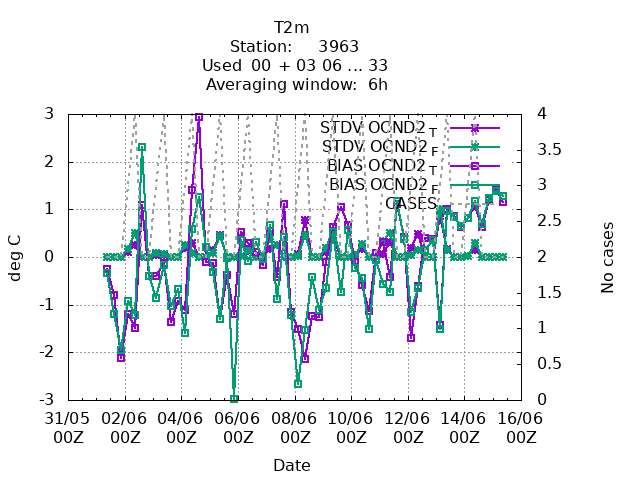 T2m
Station: 3963
Used 00 + 03 06 ... 33
Averaging window: 6h
deg C
3
2
1
0
-1
-2
-3
STDV OCND2 T
STDV OCND2 F
BIAS OCND2 T
BIAS OCND2 F
CASES
4
3.5
3
2.5
2
1.5
1
0.5
0
No cases
31/05 02/06 04/06 06/06 08/06 10/06 12/06 14/06 16/06
00Z 00Z 00Z 00Z 00Z 00Z 00Z 00Z 00Z
Date